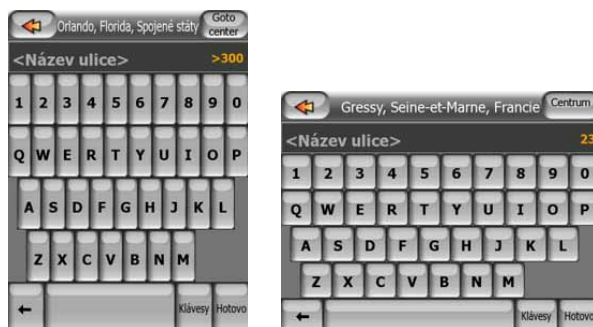 Orlando, Florida, Spojené státy
Goto center
<Název ulice> >300
1 2 3 4 5 6 7 8 9 0
Q W E R T Y U I O P
A S D F G H J K L
Z X C V B N M
← Klávesy Hotovo
Gressy, Seine-et-Marne, Francie Centrum
<Název ulice> 23
1 2 3 4 5 6 7 8 9 0
Q W E R T Y U I O P
A S D F G H J K L
Z X C V B N M
← Klávesy Hotovo